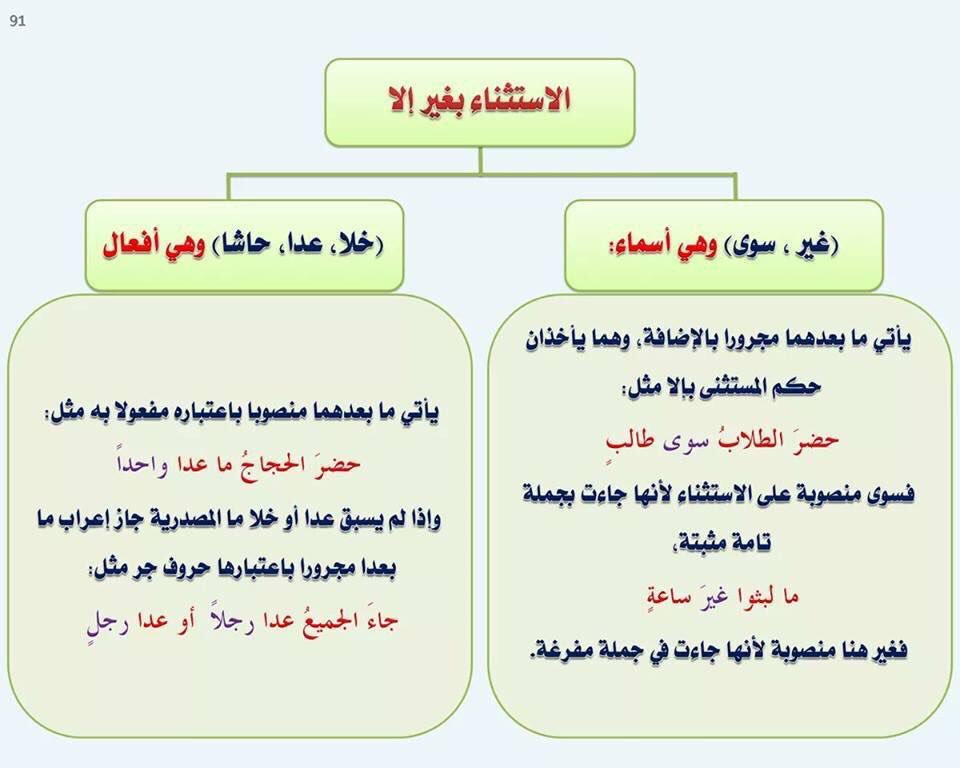 91
الاستثناء بغير إلا
(غير ، سوى) وهي أسماء:
يأتي ما بعدهما مجرورا بالإضافة، وهما يأخذان
حكم المستثنى بإلا مثل:
حضرَ الطلابُ سوى طالبٍ
فسوى منصوبة على الاستثناء لأنها جاءت بجملة
تامة مثبتة،
ما لبثوا غيرَ ساعةٍ
فغير هنا منصوبة لأنها جاءت في جملة مفرغة.
(خلا، عدا، حاشا) وهي أفعال
يأتي ما بعدهما منصوبا باعتباره مفعولا به مثل:
حضرَ الحجاجُ ما عدا واحداً
وإذا لم يسبق عدا أو خلا ما المصدرية جاز إعراب ما
بعدا مجرورا باعتبارها حروف جر مثل:
جاءَ الجميعُ عدا رجلاً أو عدا رجلٍ